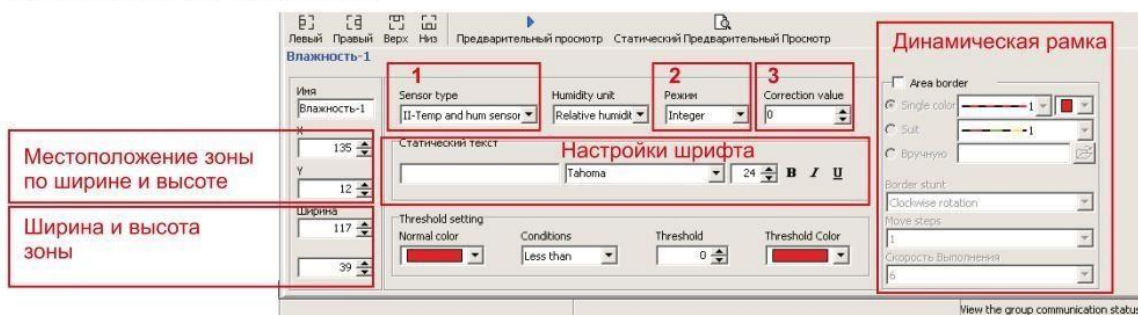 Левый Правый Верх Низ Предварительный просмотр Статический Предварительный Просмотр
Влажность-1
Динамическая рамка
Имя
Влажность-1
X
135
Y
12
Ширина
117
39
Местоположение зоны
по ширине и высоте
Ширина и высота
зоны
1
Sensor type
II-Temp and hum sensor
Humidity unit
Relative humidit
2
Режим
Integer
3
Correction value
0
Статический текст
Настройки шрифта
Tahoma 24 B I U
Threshold setting
Normal color Conditions Threshold Threshold Color
Less than 0
Area border
Single color 1
Suit 1
Вручную
Border stunt
Clockwise rotation
Move steps
1
Скорость Выполнения
6
View the group communication status